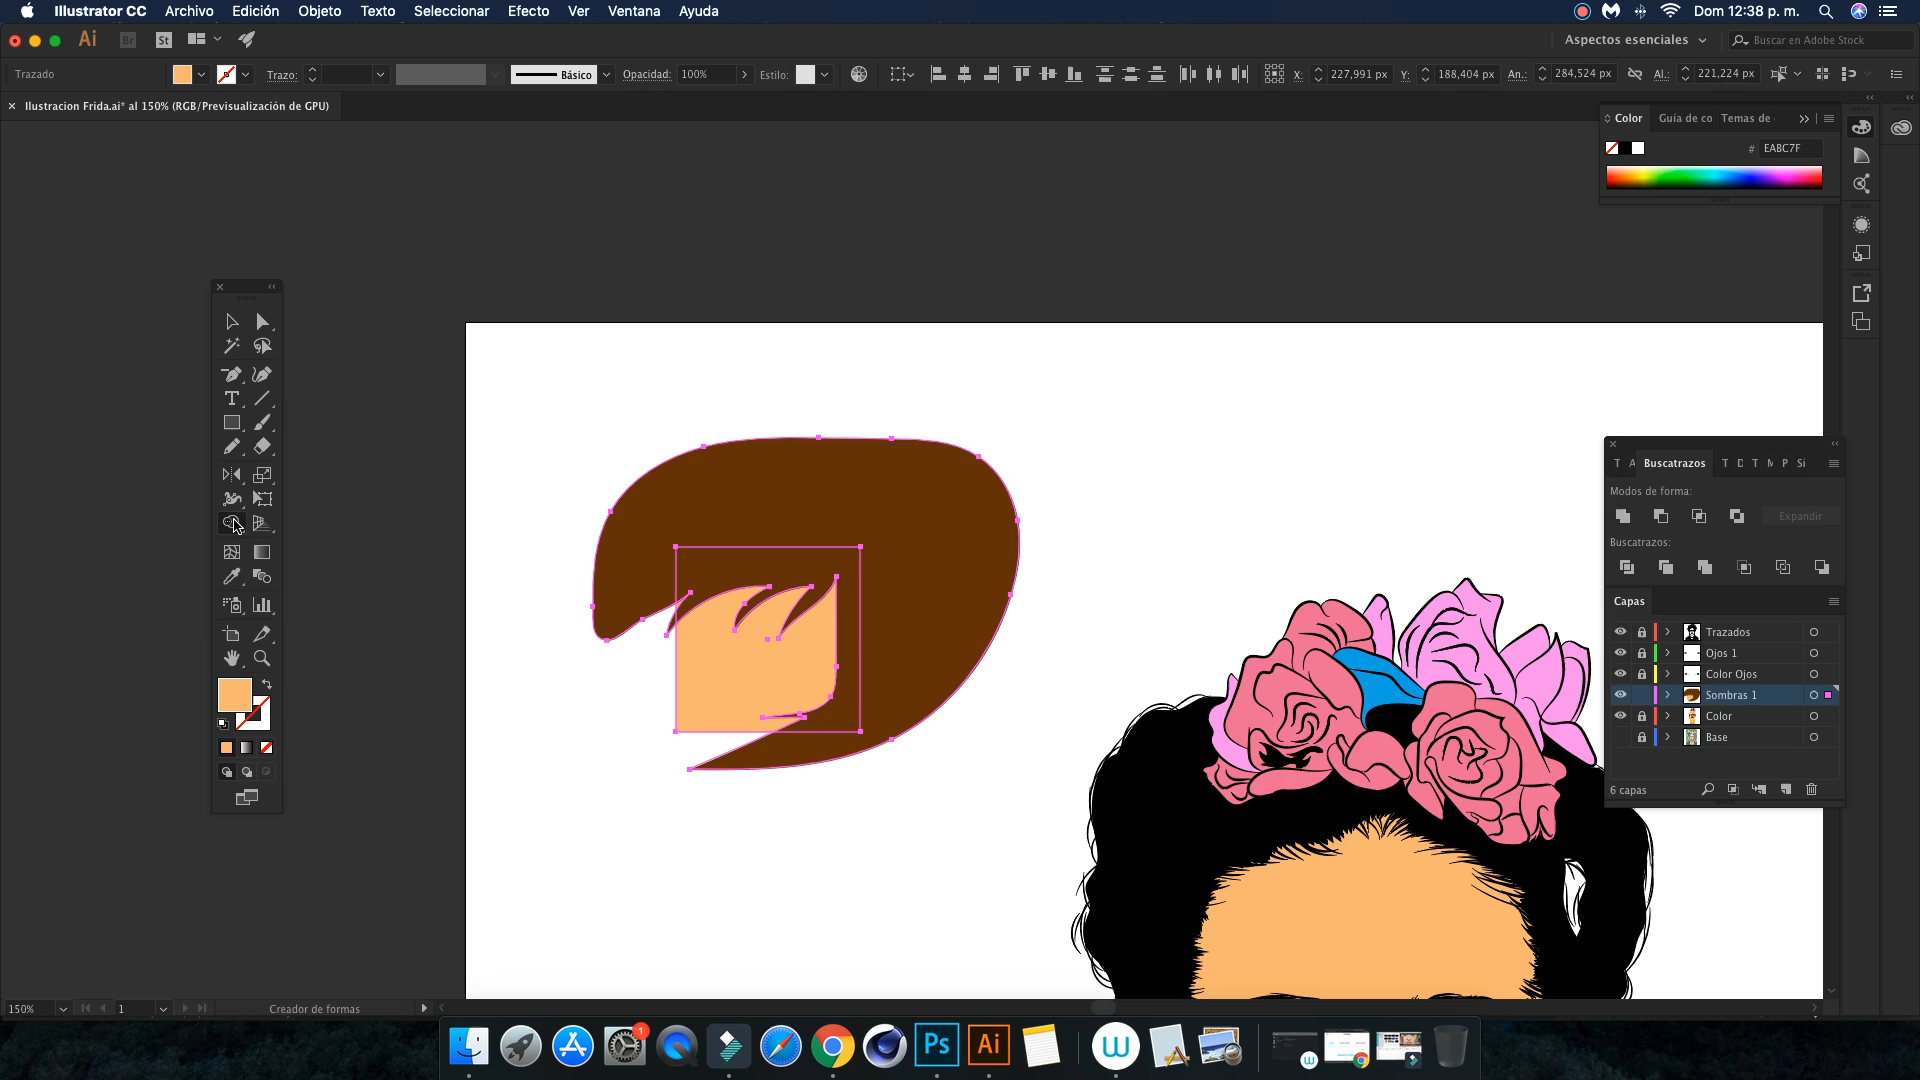 Illustrator CC Archivo Edición Objeto Texto Seleccionar Efecto Ver Ventana Ayuda Dom 12:38 p. m.
Ai Br St Aspectos esenciales Buscar en Adobe Stock
Trazado Trazo: Básico Opacidad: 100% Estilo: X: 227,991 px Y: 188,404 px An.: 284,524 px Al.: 221,224 px
× Ilustracion Frida.ai* al 150% (RGB/Previsualización de GPU)
Color Guía de co Temas de
# EABC7F
T A Buscatrazos T D T M P Si
Modos de forma:
Expandir
Buscatrazos:
Capas
Trazados
Ojos 1
Color Ojos
Sombras 1
Color
Base
6 capas
150% 1 Creador de formas
1
Ps Ai